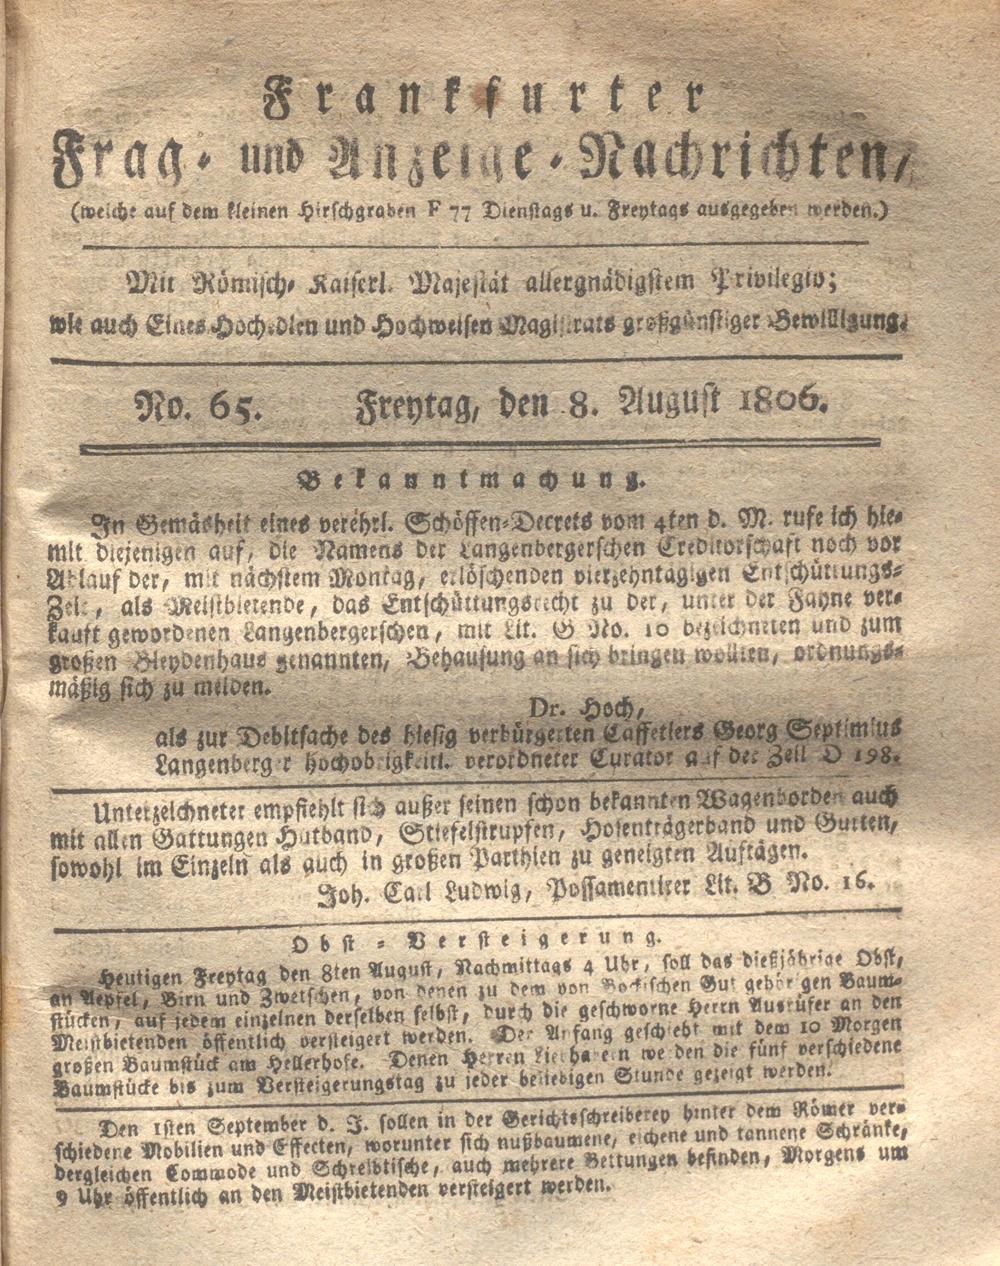 Frankfurter
Frag- und Anzeige-Nachrichten,
(welche auf dem kleinen Hirschgraben F 77 Dienstags u. Freytags ausgegeben werden.)
Mit Römisch-Kaiserl. Majestät allergnädigstem Privilegio;
wie auch Eines Hochedlen und Hochweisen Magistrats großgünstiger Bewilligung.
No. 65. Freytag, den 8. August 1806.
Bekanntmachung.
In Gemäsheit eines verehrl. Schöffen-Decrets vom 4ten d. M. rufe ich hie-
mit diejenigen auf, die Namens der Langenbergerschen Creditorschaft noch vor
Ablauf der, mit nächstem Montag, erlöschenden vierzehntägigen Entschüttungs-
Zeit, als Meistbietende, das Entschüttungsrecht zu der, unter der Fahne ver-
kauft gewordenen Langenbergerschen, mit Lit. G No. 10 bezeichneten und zum
großen Bleydenhaus genannten, Behausung an sich bringen wollten, ordnungs-
mäßig sich zu melden.
Dr. Hoch,
als zur Debitsache des hiesig verbürgerten Caffetiers Georg Septimius
Langenberger hochobrigkeitl. verordneter Curator auf der Zeil D 198.
Unterzeichneter empfiehlt sich außer seinen schon bekannten Wagenborden auch
mit allen Gattungen Hutband, Stiefelstrupfen, Hosenträgerband und Gurten,
sowohl im Einzeln als auch in großen Parthien zu geneigten Aufträgen.
Joh. Carl Ludwig, Possamentirer Lit. B No. 16.
Obst-Versteigerung.
Heutigen Freytag den 8ten August, Nachmittags 4 Uhr, soll das dießjährige Obst,
an Aepfel, Birn und Zwetschen, von denen zu dem von Gut gehörigen Baum-
stücken, auf jedem einzelnen derselben selbst, durch die geschworne Herrn Ausrüfer an den
Meistbietenden öffentlich versteigert werden. Der Anfang geschieht mit dem 10 Morgen
großen Baumstück am Hellerhofe. Denen Herren Liebhabern werden die fünf verschiedene
Baumstücke bis zum Versteigerungstag zu jeder beliebigen Stunde gezeigt werden.
Den 1sten September d. J. sollen in der Gerichtsschreiberey hinter dem Römer ver-
schiedene Mobilien und Effecten, worunter sich nußbaumene, eichene und tannene Schränke,
dergleichen Commode und Schreibtische, auch mehrere Bettungen befinden, Morgens um
9 Uhr öffentlich an den Meistbietenden versteigert werden.